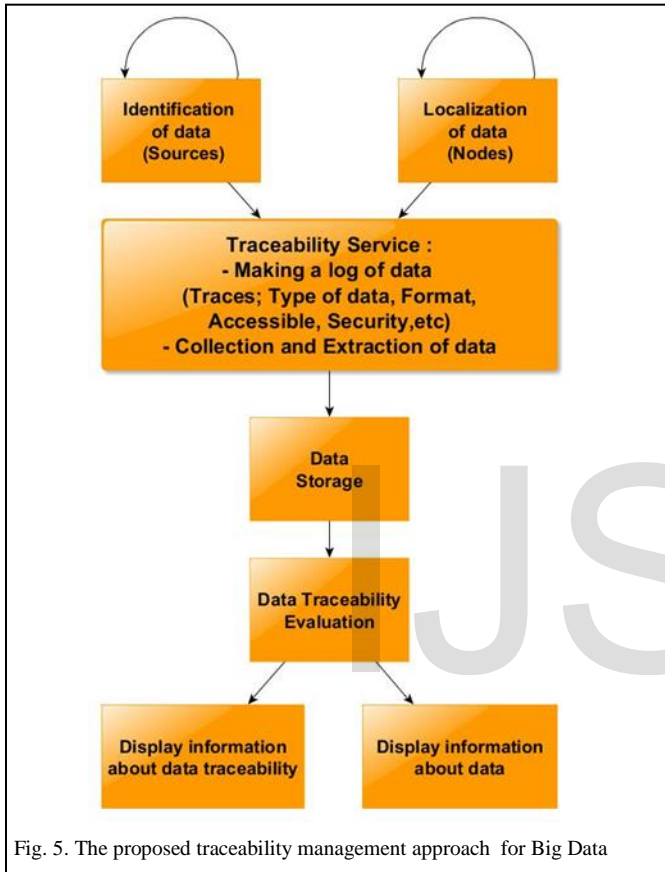 Identification
of data
(Sources)
Localization
of data
(Nodes)
Traceability Service :
- Making a log of data
(Traces; Type of data, Format,
Accessible, Security,etc)
- Collection and Extraction of data
Data
Storage
Data Traceability
Evaluation
Display information
about data traceability
Display information
about data
IJS
Fig. 5. The proposed traceability management approach for Big Data